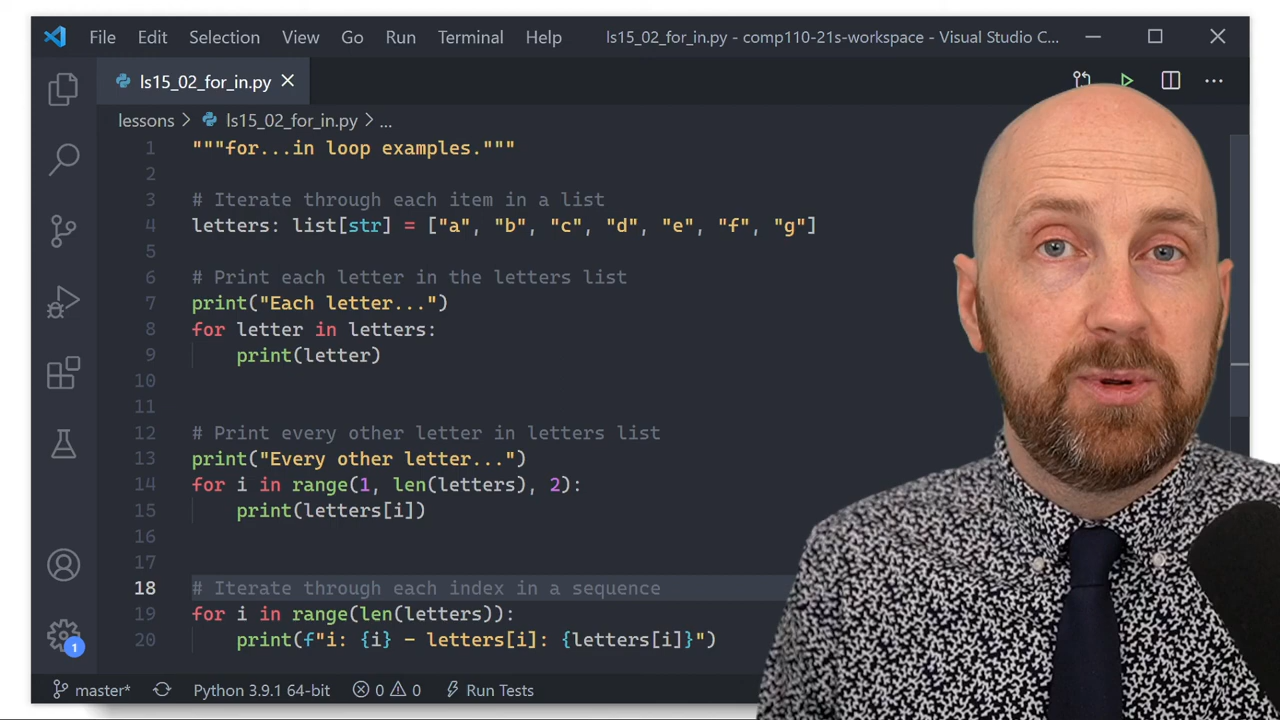 File Edit Selection View Go Run Terminal Help ls15_02_for_in.py - comp110-21s-workspace - Visual Studio C...
ls15_02_for_in.py
lessons > ls15_02_for_in.py > ...
1 """for...in loop examples."""
2
3 # Iterate through each item in a list
4 letters: list[str] = ["a", "b", "c", "d", "e", "f", "g"]
5
6 # Print each letter in the letters list
7 print("Each letter...")
8 for letter in letters:
9 print(letter)
10
11
12 # Print every other letter in letters list
13 print("Every other letter...")
14 for i in range(1, len(letters), 2):
15 print(letters[i])
16
17
18 # Iterate through each index in a sequence
19 for i in range(len(letters)):
20 print(f"i: {i} - letters[i]: {letters[i]}")
1
master* Python 3.9.1 64-bit 0 0 Run Tests